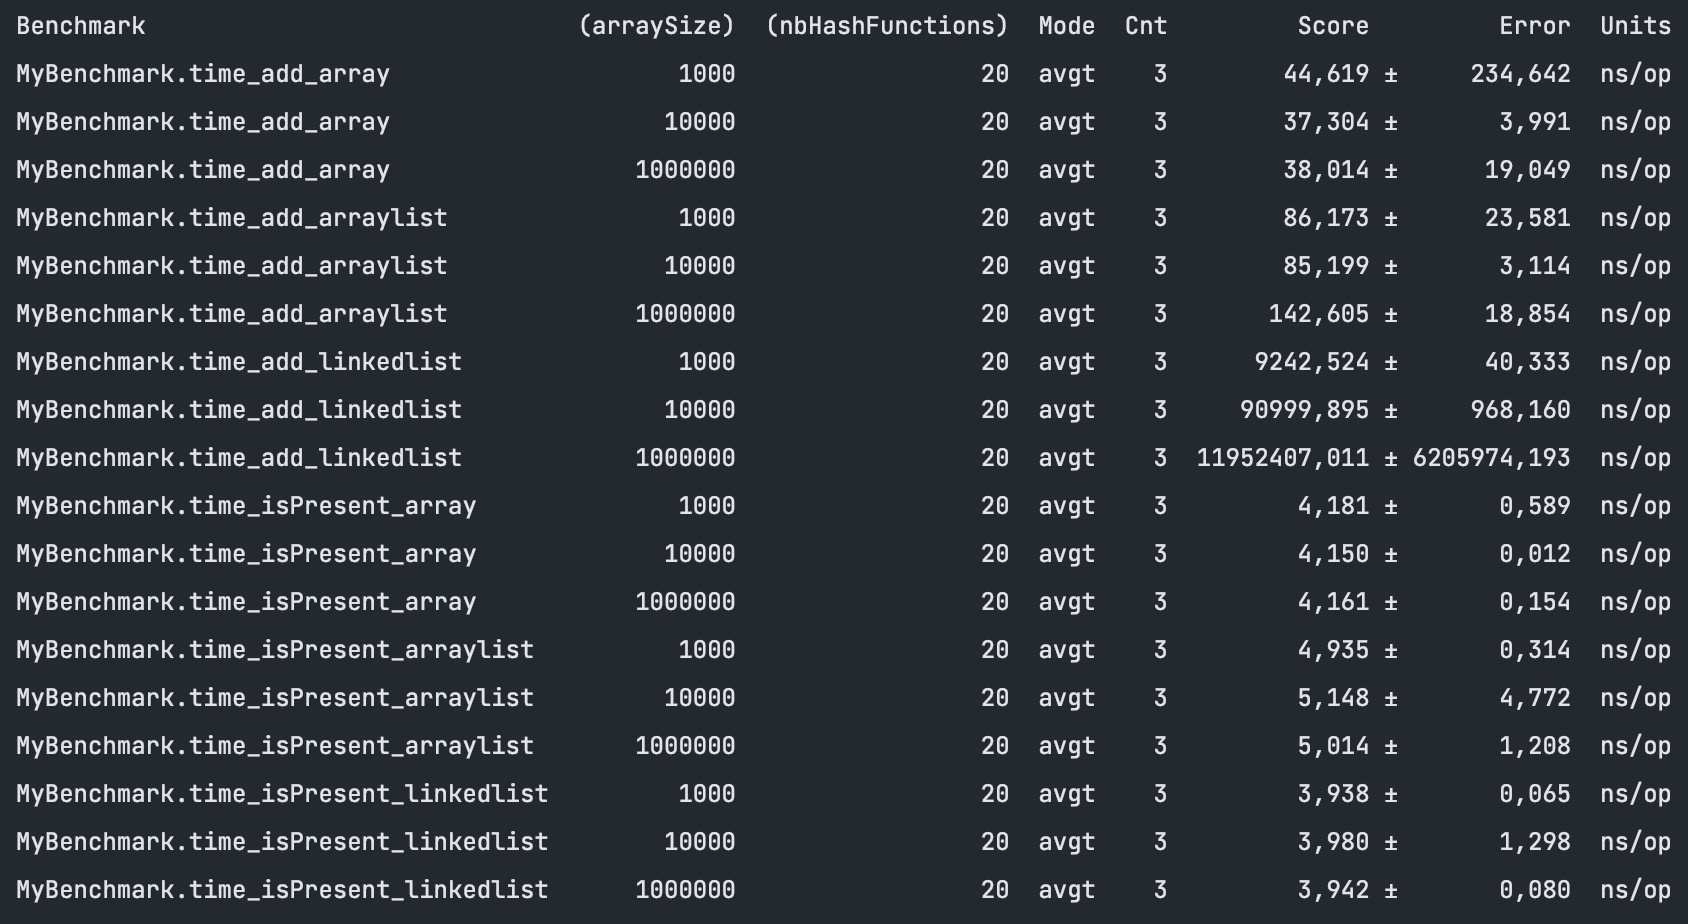 Benchmark (arraySize) (nbHashFunctions) Mode Cnt Score Error Units
MyBenchmark.time_add_array 1000 20 avgt 3 44,619 ± 234,642 ns/op
MyBenchmark.time_add_array 10000 20 avgt 3 37,304 ± 3,991 ns/op
MyBenchmark.time_add_array 1000000 20 avgt 3 38,014 ± 19,049 ns/op
MyBenchmark.time_add_arraylist 1000 20 avgt 3 86,173 ± 23,581 ns/op
MyBenchmark.time_add_arraylist 10000 20 avgt 3 85,199 ± 3,114 ns/op
MyBenchmark.time_add_arraylist 1000000 20 avgt 3 142,605 ± 18,854 ns/op
MyBenchmark.time_add_linkedlist 1000 20 avgt 3 9242,524 ± 40,333 ns/op
MyBenchmark.time_add_linkedlist 10000 20 avgt 3 90999,895 ± 968,160 ns/op
MyBenchmark.time_add_linkedlist 1000000 20 avgt 3 11952407,011 ± 6205974,193 ns/op
MyBenchmark.time_isPresent_array 1000 20 avgt 3 4,181 ± 0,589 ns/op
MyBenchmark.time_isPresent_array 10000 20 avgt 3 4,150 ± 0,012 ns/op
MyBenchmark.time_isPresent_array 1000000 20 avgt 3 4,161 ± 0,154 ns/op
MyBenchmark.time_isPresent_arraylist 1000 20 avgt 3 4,935 ± 0,314 ns/op
MyBenchmark.time_isPresent_arraylist 10000 20 avgt 3 5,148 ± 4,772 ns/op
MyBenchmark.time_isPresent_arraylist 1000000 20 avgt 3 5,014 ± 1,208 ns/op
MyBenchmark.time_isPresent_linkedlist 1000 20 avgt 3 3,938 ± 0,065 ns/op
MyBenchmark.time_isPresent_linkedlist 10000 20 avgt 3 3,980 ± 1,298 ns/op
MyBenchmark.time_isPresent_linkedlist 1000000 20 avgt 3 3,942 ± 0,080 ns/op